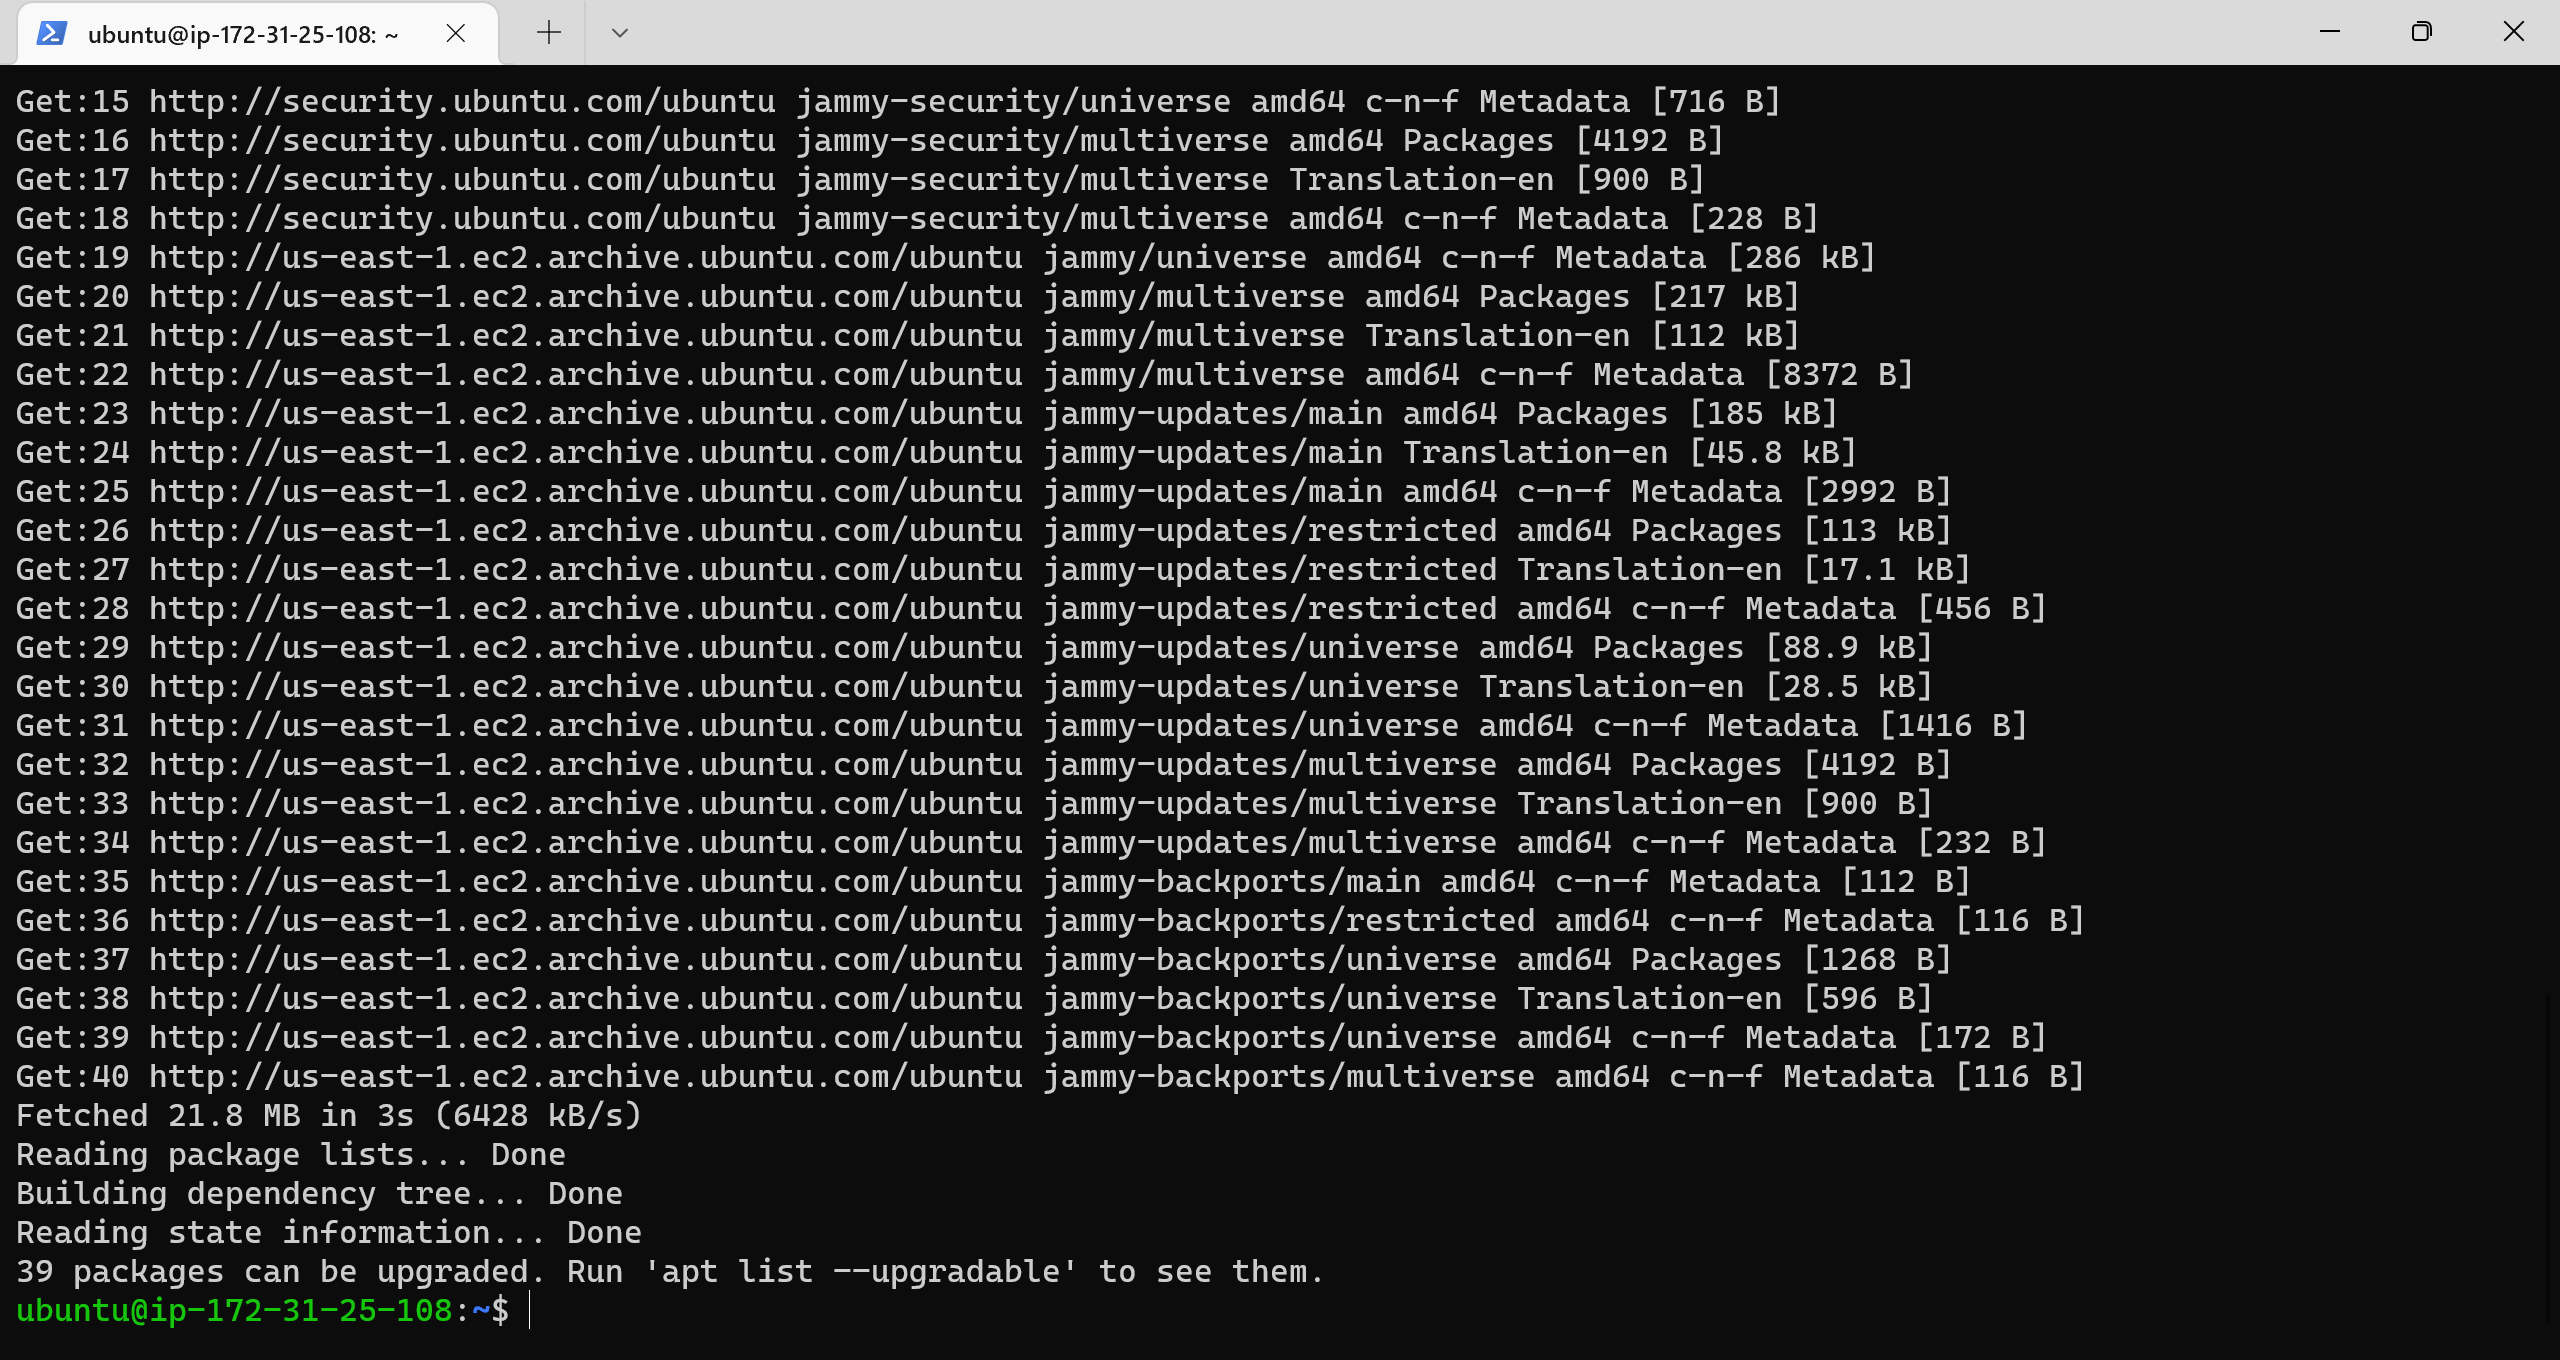 ubuntu@ip-172-31-25-108: ~
Get:15 http://security.ubuntu.com/ubuntu jammy-security/universe amd64 c-n-f Metadata [716 B]
Get:16 http://security.ubuntu.com/ubuntu jammy-security/multiverse amd64 Packages [4192 B]
Get:17 http://security.ubuntu.com/ubuntu jammy-security/multiverse Translation-en [900 B]
Get:18 http://security.ubuntu.com/ubuntu jammy-security/multiverse amd64 c-n-f Metadata [228 B]
Get:19 http://us-east-1.ec2.archive.ubuntu.com/ubuntu jammy/universe amd64 c-n-f Metadata [286 kB]
Get:20 http://us-east-1.ec2.archive.ubuntu.com/ubuntu jammy/multiverse amd64 Packages [217 kB]
Get:21 http://us-east-1.ec2.archive.ubuntu.com/ubuntu jammy/multiverse Translation-en [112 kB]
Get:22 http://us-east-1.ec2.archive.ubuntu.com/ubuntu jammy/multiverse amd64 c-n-f Metadata [8372 B]
Get:23 http://us-east-1.ec2.archive.ubuntu.com/ubuntu jammy-updates/main amd64 Packages [185 kB]
Get:24 http://us-east-1.ec2.archive.ubuntu.com/ubuntu jammy-updates/main Translation-en [45.8 kB]
Get:25 http://us-east-1.ec2.archive.ubuntu.com/ubuntu jammy-updates/main amd64 c-n-f Metadata [2992 B]
Get:26 http://us-east-1.ec2.archive.ubuntu.com/ubuntu jammy-updates/restricted amd64 Packages [113 kB]
Get:27 http://us-east-1.ec2.archive.ubuntu.com/ubuntu jammy-updates/restricted Translation-en [17.1 kB]
Get:28 http://us-east-1.ec2.archive.ubuntu.com/ubuntu jammy-updates/restricted amd64 c-n-f Metadata [456 B]
Get:29 http://us-east-1.ec2.archive.ubuntu.com/ubuntu jammy-updates/universe amd64 Packages [88.9 kB]
Get:30 http://us-east-1.ec2.archive.ubuntu.com/ubuntu jammy-updates/universe Translation-en [28.5 kB]
Get:31 http://us-east-1.ec2.archive.ubuntu.com/ubuntu jammy-updates/universe amd64 c-n-f Metadata [1416 B]
Get:32 http://us-east-1.ec2.archive.ubuntu.com/ubuntu jammy-updates/multiverse amd64 Packages [4192 B]
Get:33 http://us-east-1.ec2.archive.ubuntu.com/ubuntu jammy-updates/multiverse Translation-en [900 B]
Get:34 http://us-east-1.ec2.archive.ubuntu.com/ubuntu jammy-updates/multiverse amd64 c-n-f Metadata [232 B]
Get:35 http://us-east-1.ec2.archive.ubuntu.com/ubuntu jammy-backports/main amd64 c-n-f Metadata [112 B]
Get:36 http://us-east-1.ec2.archive.ubuntu.com/ubuntu jammy-backports/restricted amd64 c-n-f Metadata [116 B]
Get:37 http://us-east-1.ec2.archive.ubuntu.com/ubuntu jammy-backports/universe amd64 Packages [1268 B]
Get:38 http://us-east-1.ec2.archive.ubuntu.com/ubuntu jammy-backports/universe Translation-en [596 B]
Get:39 http://us-east-1.ec2.archive.ubuntu.com/ubuntu jammy-backports/universe amd64 c-n-f Metadata [172 B]
Get:40 http://us-east-1.ec2.archive.ubuntu.com/ubuntu jammy-backports/multiverse amd64 c-n-f Metadata [116 B]
Fetched 21.8 MB in 3s (6428 kB/s)
Reading package lists... Done
Building dependency tree... Done
Reading state information... Done
39 packages can be upgraded. Run 'apt list --upgradable' to see them.
ubuntu@ip-172-31-25-108:~$